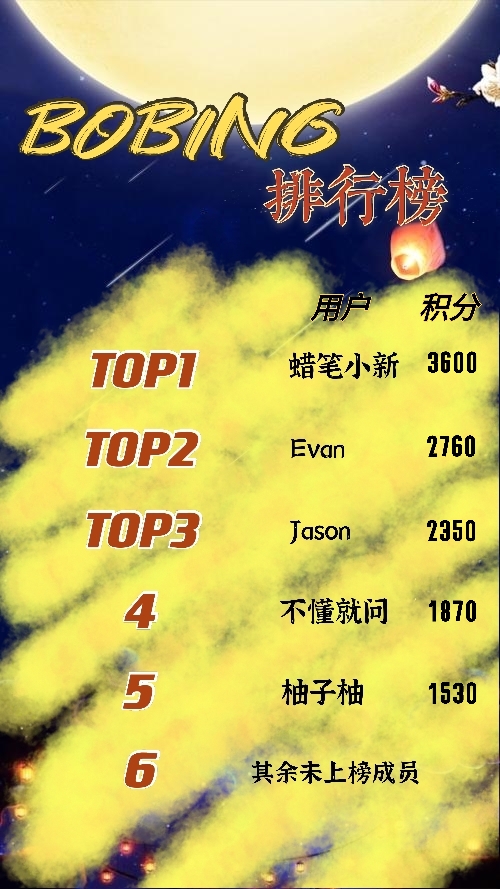 BOBING
排行榜
用户 积分
TOP1 蜡笔小新 3600
TOP2 Evan 2760
TOP3 Jason 2350
4 不懂就问 1870
5 柚子柚 1530
6 其余未上榜成员